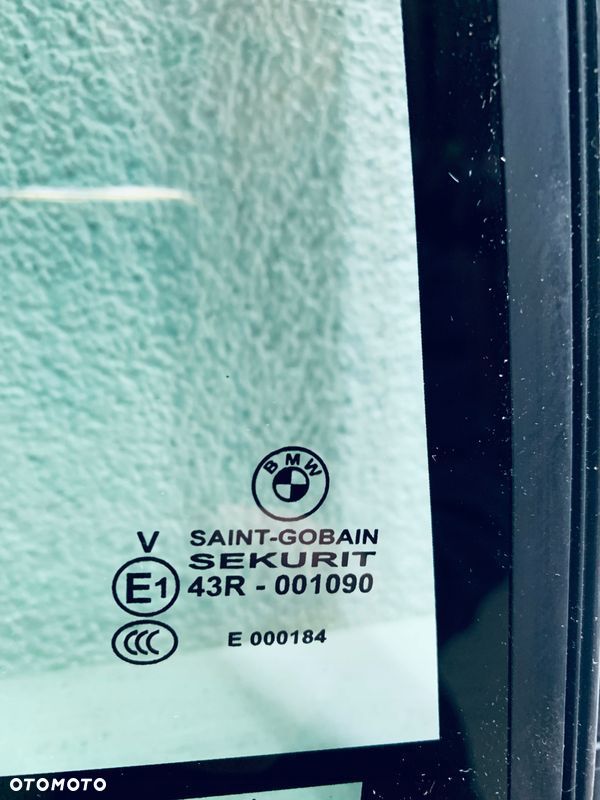 BMW
V SAINT-GOBAIN
SEKURIT
E1 43R - 001090
CCC E 000184
OTOMOTO